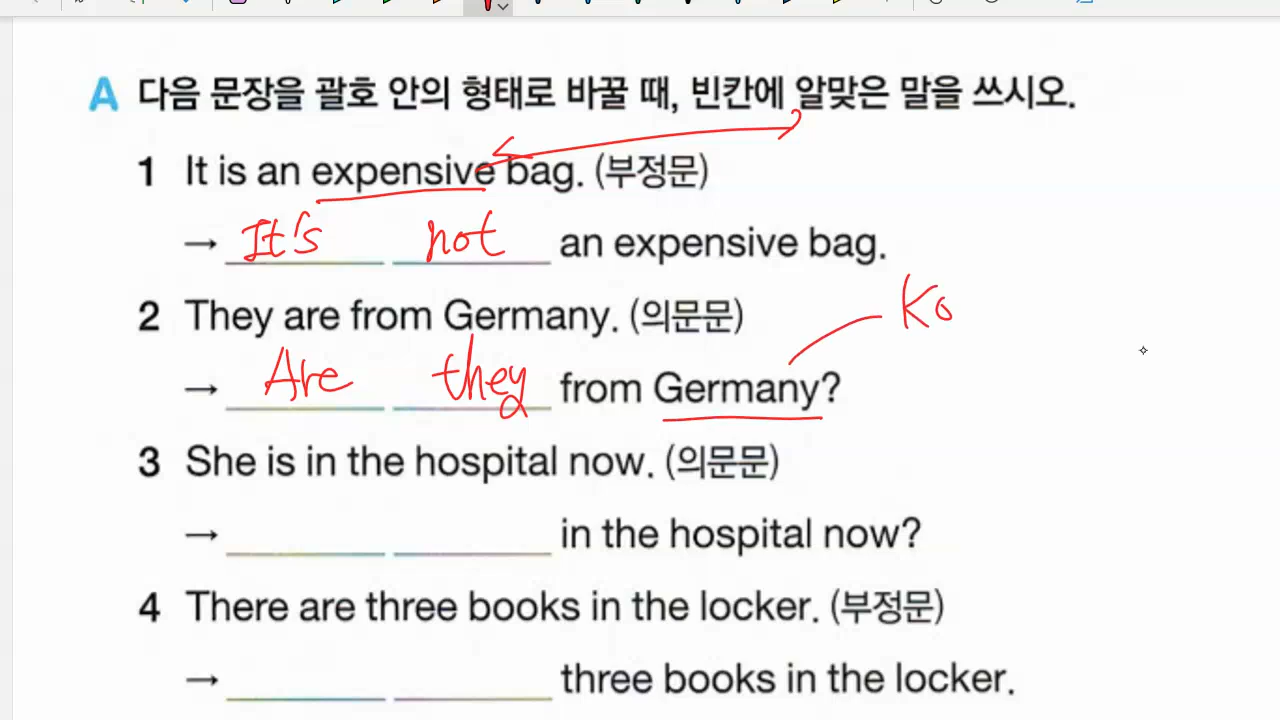 A 다음 문장을 괄호 안의 형태로 바꿀 때, 빈칸에 알맞은 말을 쓰시오.
1 It is an expensive bag. (부정문)
→ It's not an expensive bag.
2 They are from Germany. (의문문)
Ko
→ Are they from Germany?
3 She is in the hospital now. (의문문)
→ in the hospital now?
4 There are three books in the locker. (부정문)
→ three books in the locker.